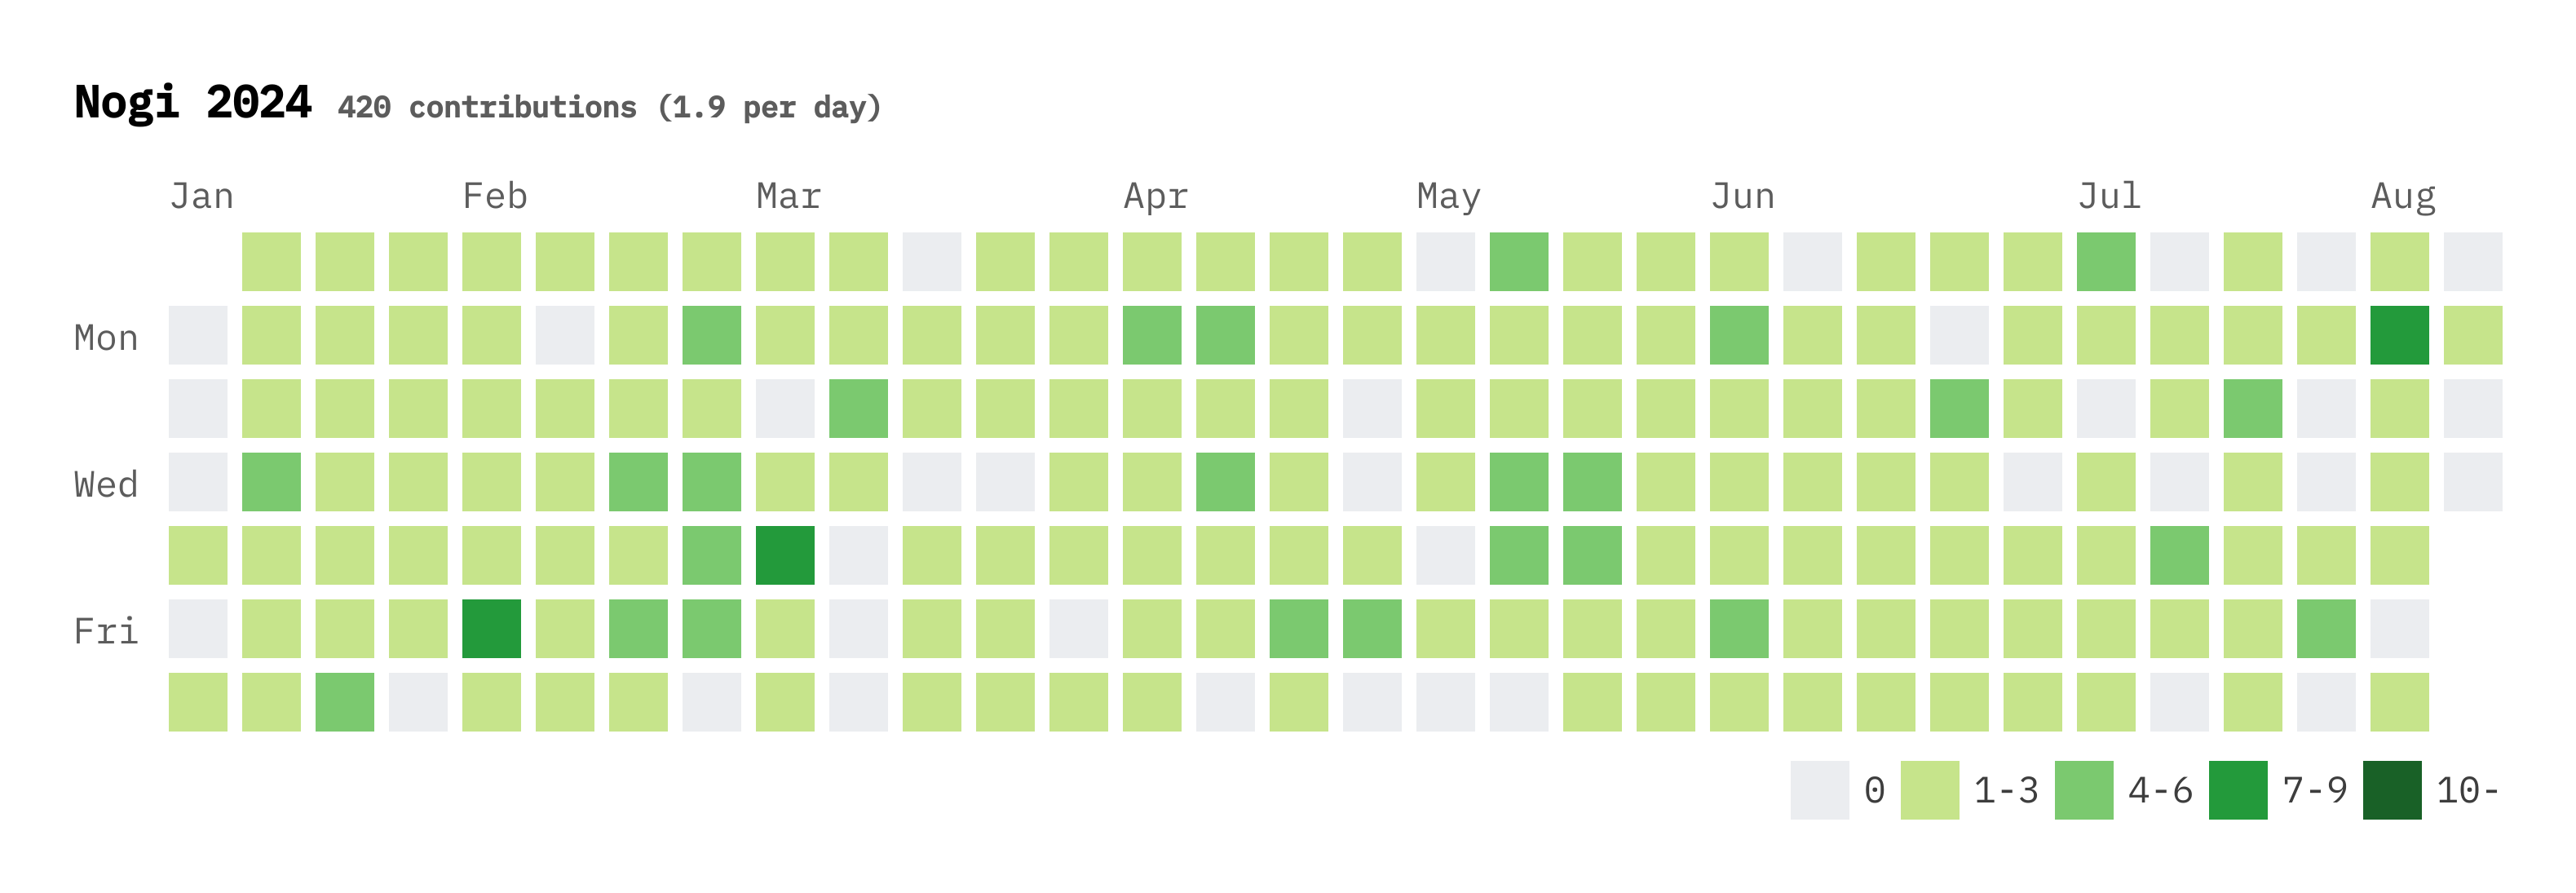 Nogi 2024 420 contributions (1.9 per day)
Jan Feb Mar Apr May Jun Jul Aug
Mon
Wed
Fri
0 1-3 4-6 7-9 10-